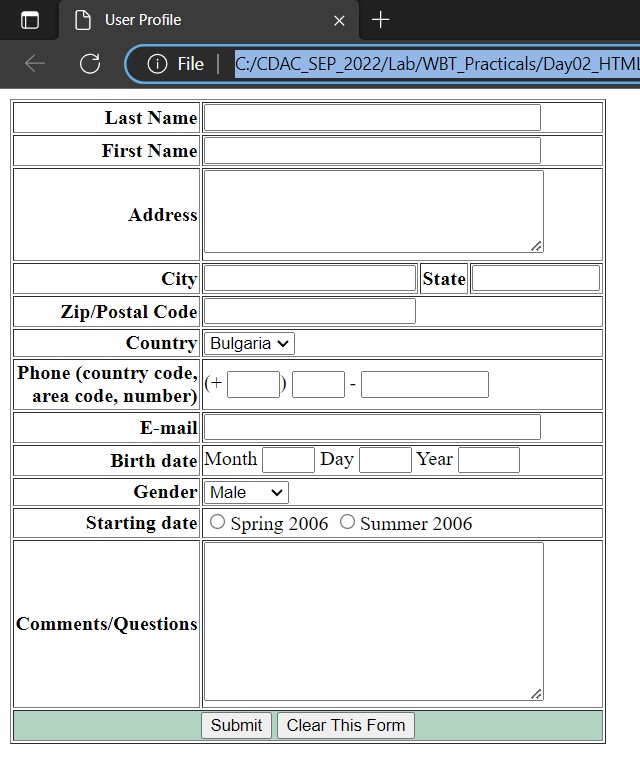 User Profile
File | C:/CDAC_SEP_2022/Lab/WBT_Practicals/Day02_HTML
Last Name
First Name
Address
City State
Zip/Postal Code
Country Bulgaria
Phone (country code,
area code, number) (+ ) -
E-mail
Birth date Month Day Year
Gender Male
Starting date Spring 2006 Summer 2006
Comments/Questions
Submit Clear This Form